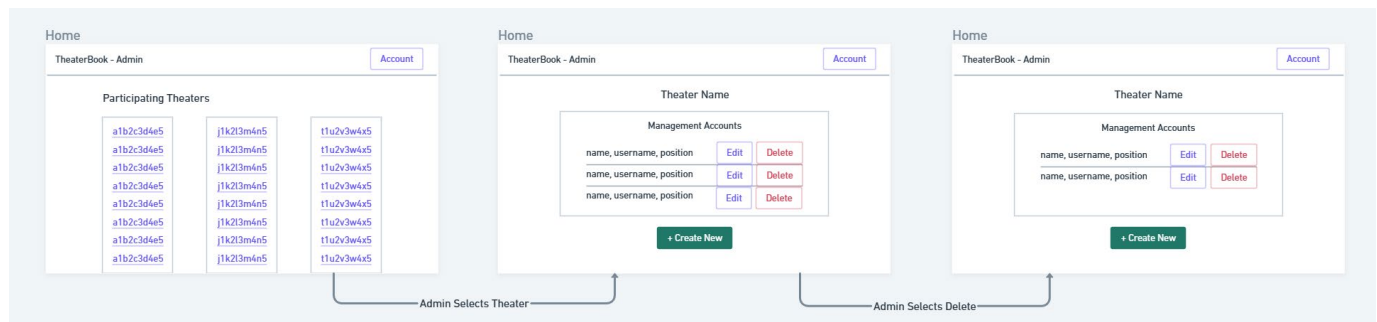 Home
TheaterBook - Admin
Account
Participating Theaters
a1b2c3d4e5 j1k2l3m4n5 t1u2v3w4x5
a1b2c3d4e5 j1k2l3m4n5 t1u2v3w4x5
a1b2c3d4e5 j1k2l3m4n5 t1u2v3w4x5
a1b2c3d4e5 j1k2l3m4n5 t1u2v3w4x5
a1b2c3d4e5 j1k2l3m4n5 t1u2v3w4x5
a1b2c3d4e5 j1k2l3m4n5 t1u2v3w4x5
a1b2c3d4e5 j1k2l3m4n5 t1u2v3w4x5
a1b2c3d4e5 j1k2l3m4n5 t1u2v3w4x5
Admin Selects Theater
Home
TheaterBook - Admin
Account
Theater Name
Management Accounts
name, username, position Edit Delete
name, username, position Edit Delete
name, username, position Edit Delete
+ Create New
Admin Selects Delete
Home
TheaterBook - Admin
Account
Theater Name
Management Accounts
name, username, position Edit Delete
name, username, position Edit Delete
+ Create New